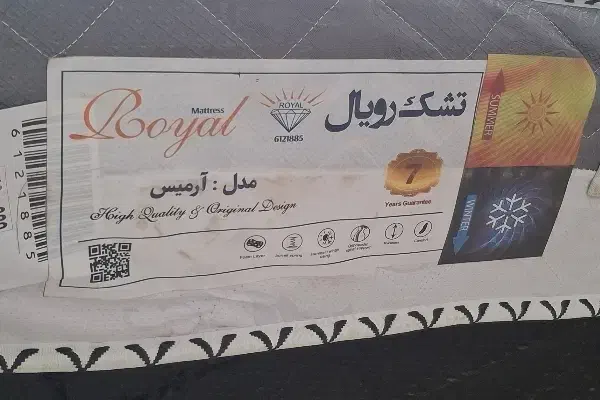 Royal
Mattress
ROYAL
6121885
تشک رویال
مدل : آرمیس
High Quality & Original Design
7
Years Guarantee
SUMMER
WINTER
6121885